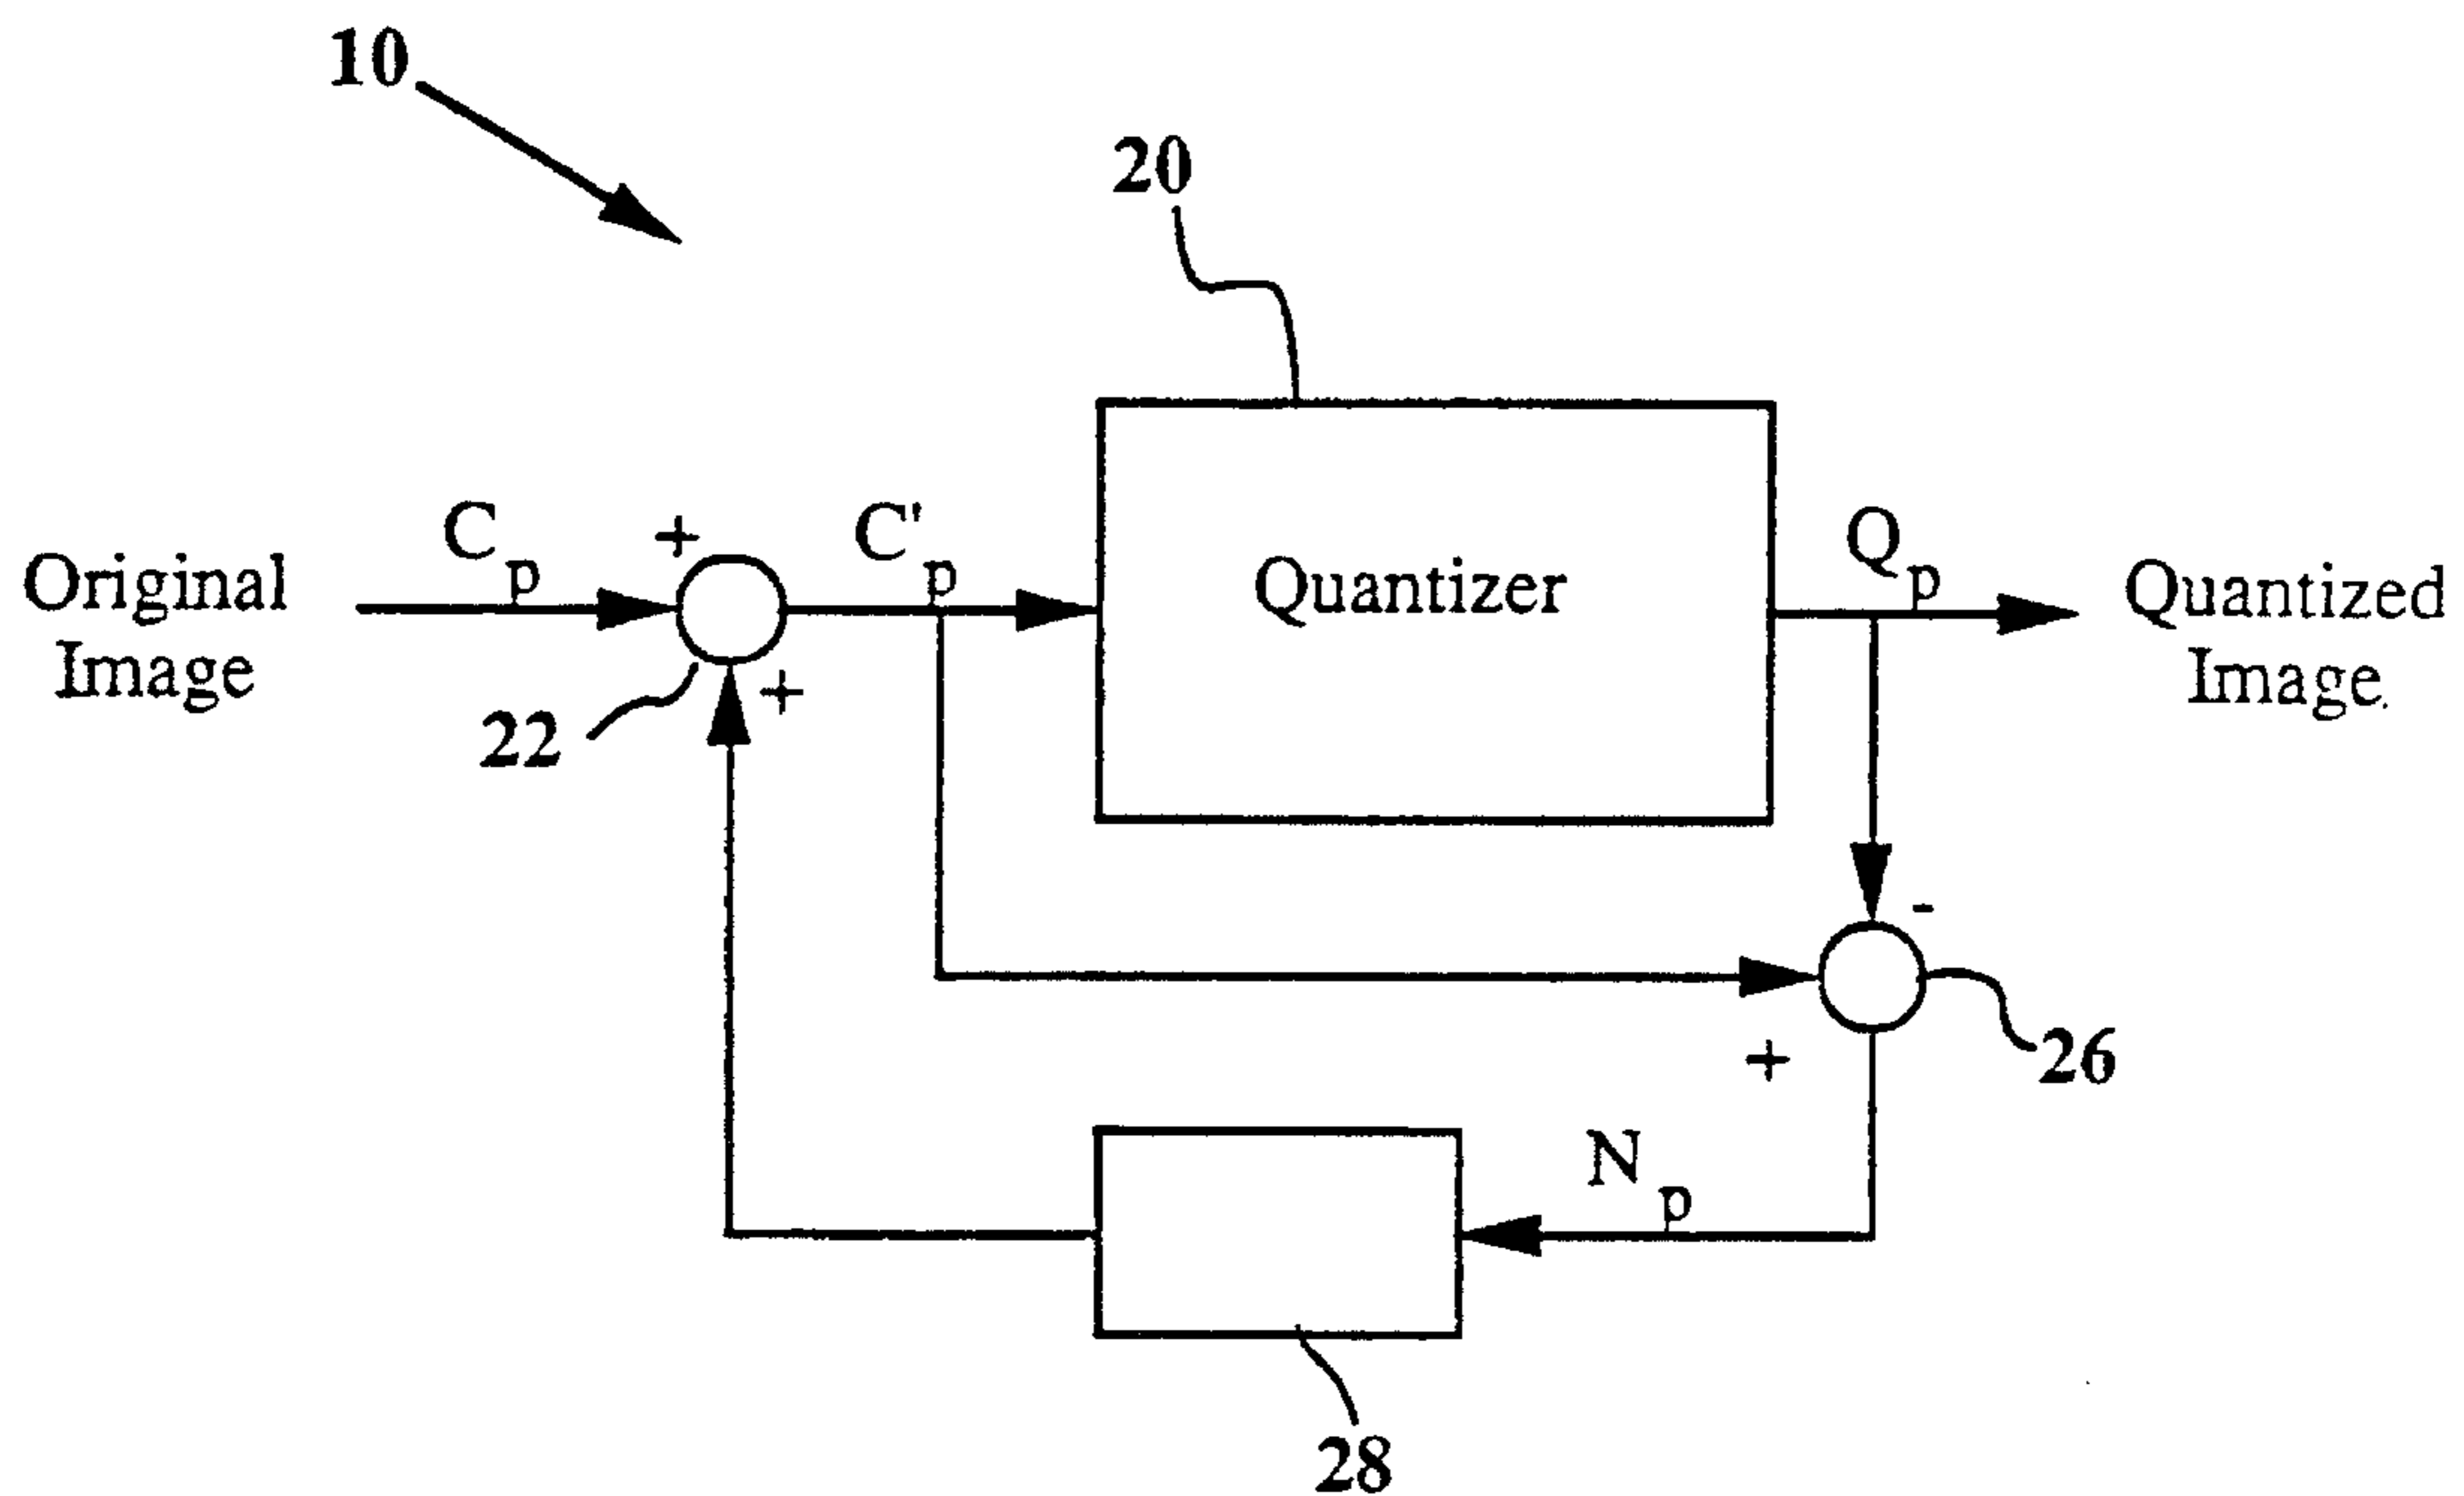 10
20
C p
+
C' p
Q p
Original
Image
Quantizer
Quantized
Image
+
22
-
+
26
N p
28